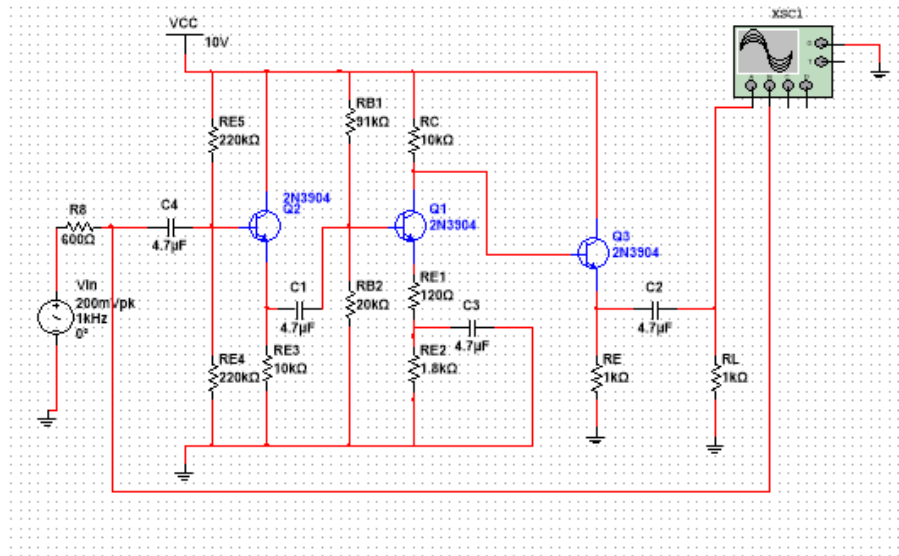 XSC1
VCC
10V
RE5
220kΩ
RB1
91kΩ
RC
10kΩ
2N3904
Q2
Q1
2N3904
Q3
2N3904
R8
600Ω
C4
4.7µF
Vin
200mVpk
1kHz
0°
C1
4.7µF
RB2
20kΩ
RE1
120Ω
C3
4.7µF
C2
4.7µF
RE4
220kΩ
RE3
10kΩ
RE2
1.8kΩ
RE
1kΩ
RL
1kΩ